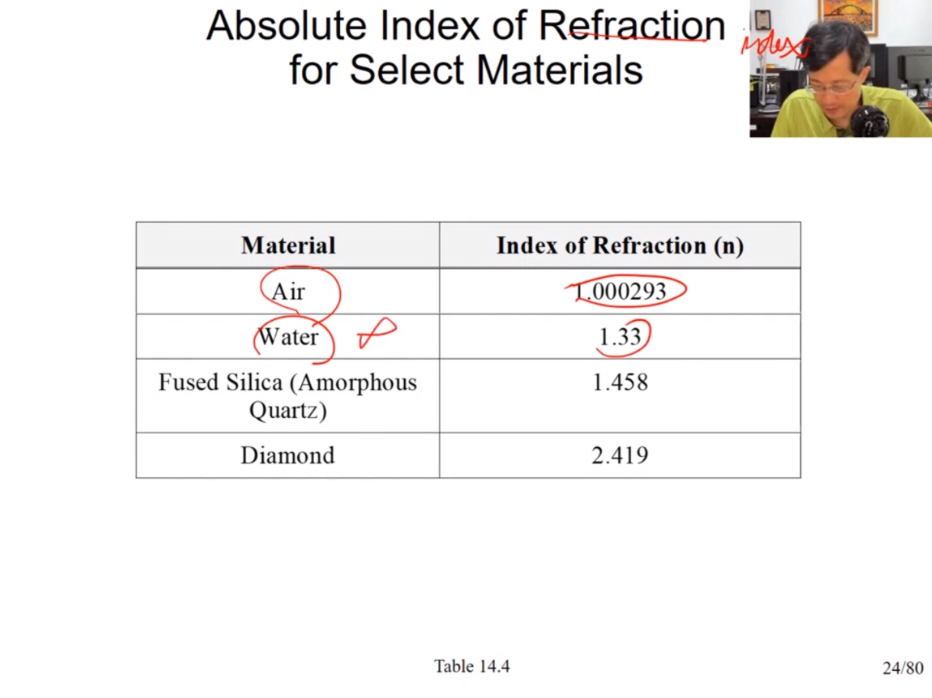 Absolute Index of Refraction
index
for Select Materials
Material Index of Refraction (n)
Air 1.000293
Water 1.33
Fused Silica (Amorphous 1.458
Quartz)
Diamond 2.419
Table 14.4
24/80